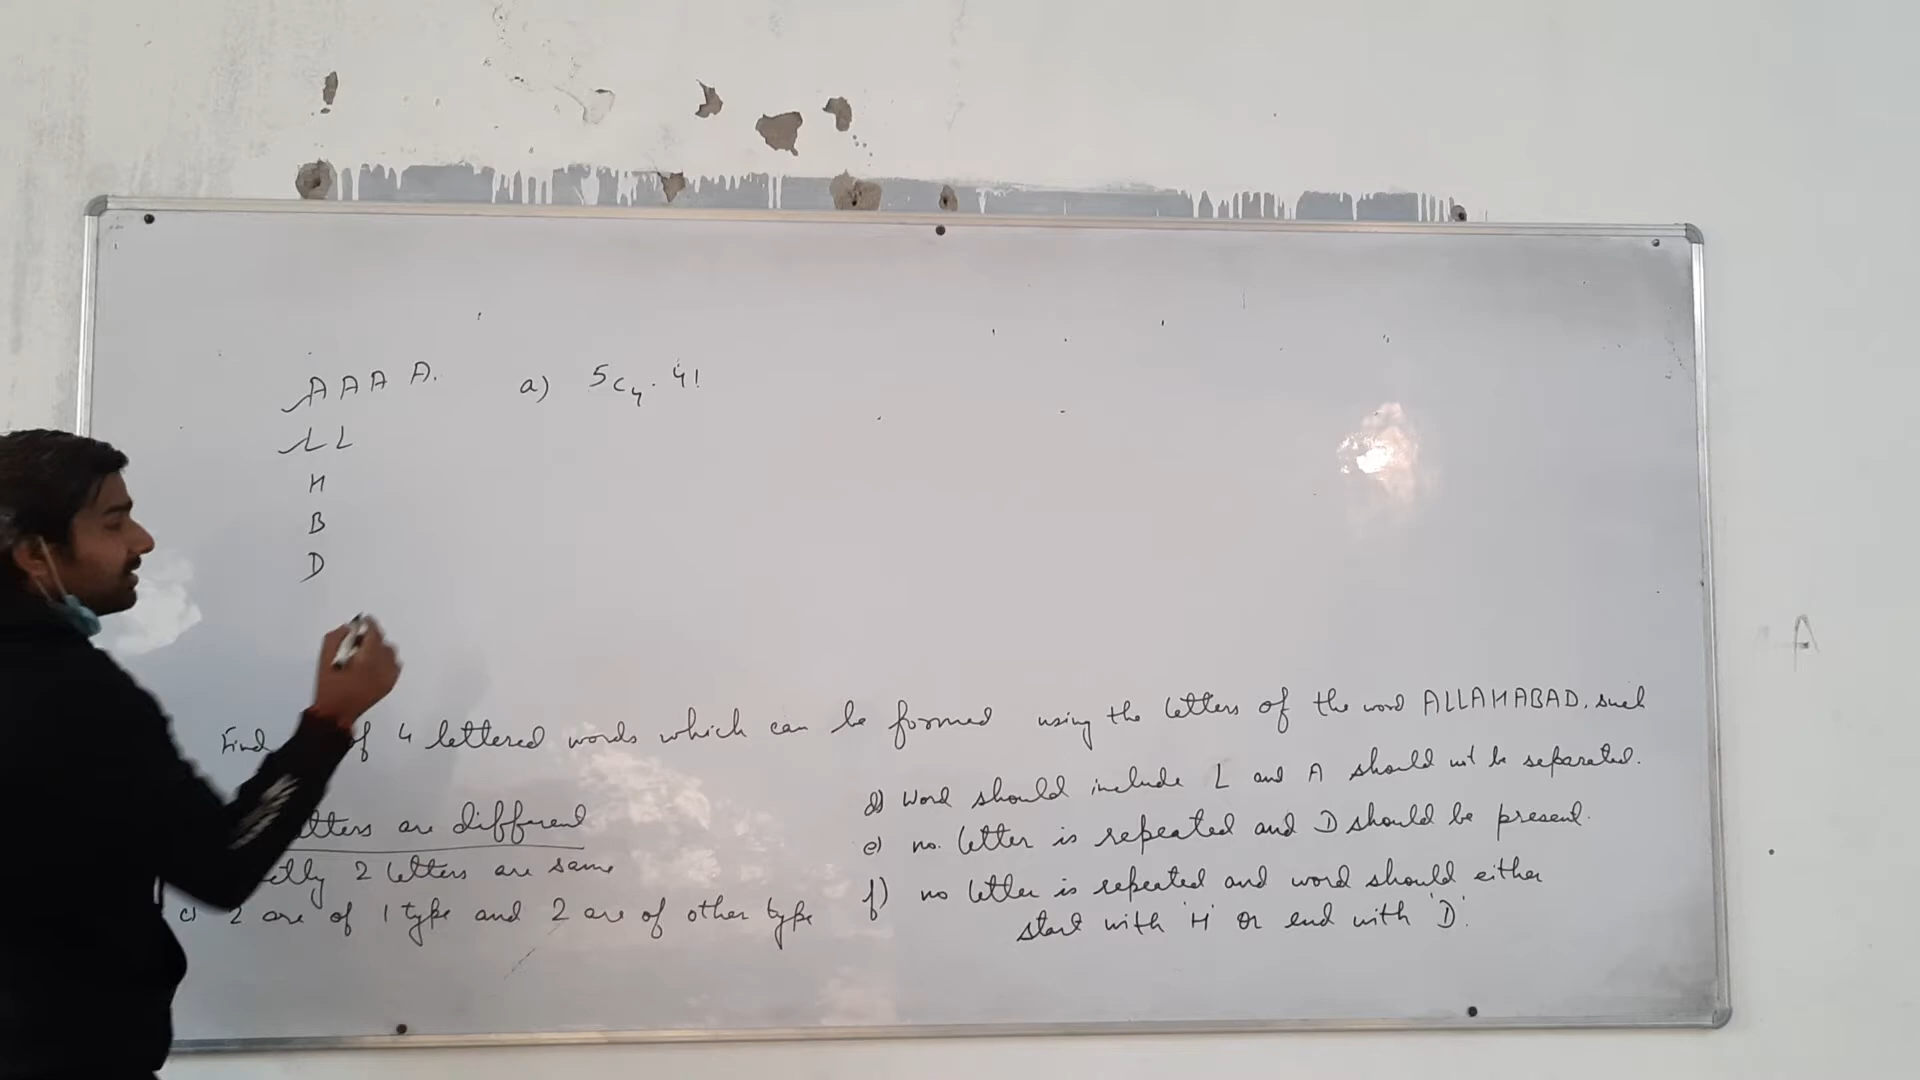 A A A A.
L L
H
B
D
a) 5C4 . 4!
Find of 4 lettered words which can be formed using the letters of the word ALLAHABAD, such
are different
2 letters are same
c) 2 are of 1 type and 2 are of other type
d) Word should include L and A should not be separated.
e) no. letter is repeated and D should be present.
f) no letter is repeated and word should either
start with 'H' or end with 'D'.
A